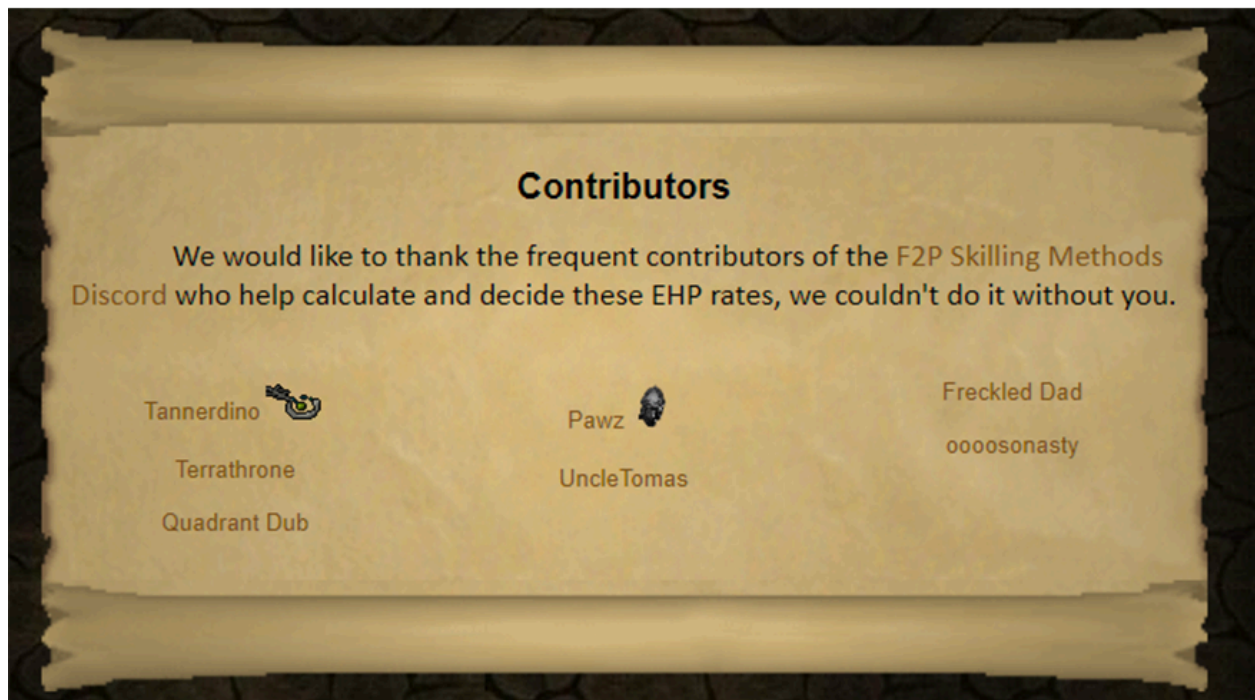 Contributors
We would like to thank the frequent contributors of the F2P Skilling Methods
Discord who help calculate and decide these EHP rates, we couldn't do it without you.
Tannerdino
Terrathrone
Quadrant Dub
Pawz
UncleTomas
Freckled Dad
oooosonasty